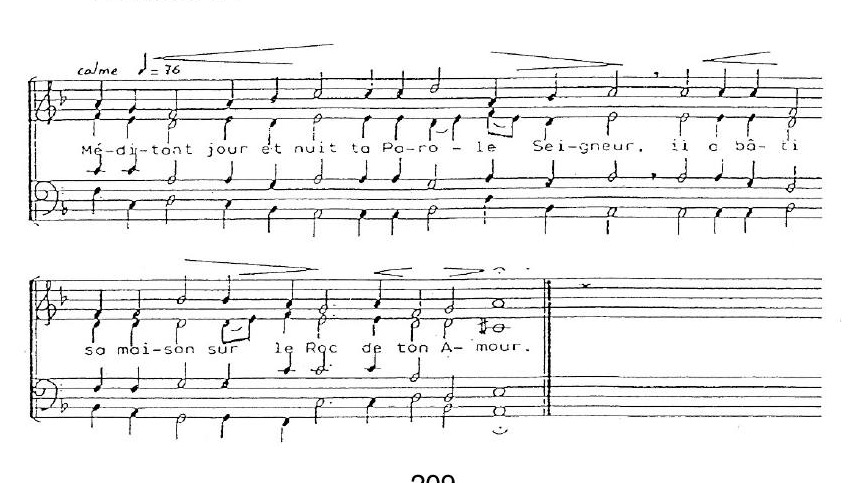 calme ♩= 76
Mé-di-tant jour et nuit ta Pa-ro-le Sei-gneur, il a bâ-ti
sa mai-son sur le Roc de ton A-mour.
209